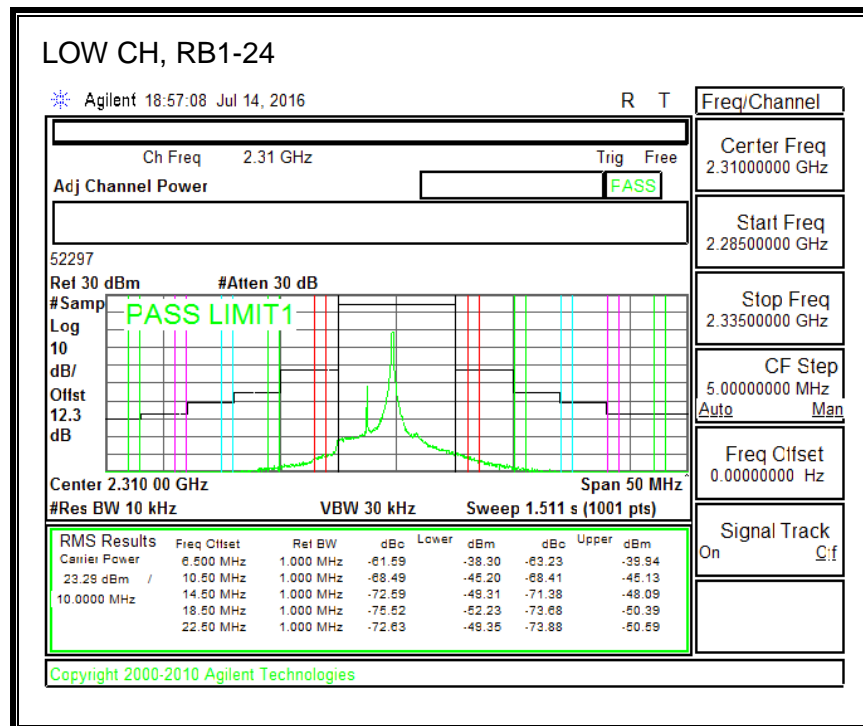 LOW CH, RB1-24
Agilent 18:57:08 Jul 14, 2016 R T
Freq/Channel
Ch Freq 2.31 GHz Trig Free
Adj Channel Power PASS
52297
Ref 30 dBm #Atten 30 dB
#Samp
Log
10
dB/
Offst
12.3
dB
PASS LIMIT1
Center 2.310 00 GHz Span 50 MHz
#Res BW 10 kHz VBW 30 kHz Sweep 1.511 s (1001 pts)
RMS Results Freq Offset Ref BW dBc Lower dBm dBc Upper dBm
Carrier Power 6.500 MHz 1.000 MHz -61.59 -38.30 -63.23 -39.94
23.29 dBm / 10.50 MHz 1.000 MHz -68.49 -45.20 -68.41 -45.13
10.0000 MHz 14.50 MHz 1.000 MHz -72.59 -49.31 -71.38 -48.09
18.50 MHz 1.000 MHz -75.52 -52.23 -73.68 -50.39
22.50 MHz 1.000 MHz -72.63 -49.35 -73.88 -50.59
Center Freq
2.31000000 GHz
Start Freq
2.28500000 GHz
Stop Freq
2.33500000 GHz
CF Step
5.00000000 MHz
Auto Man
Freq Offset
0.00000000 Hz
Signal Track
On Off
Copyright 2000-2010 Agilent Technologies